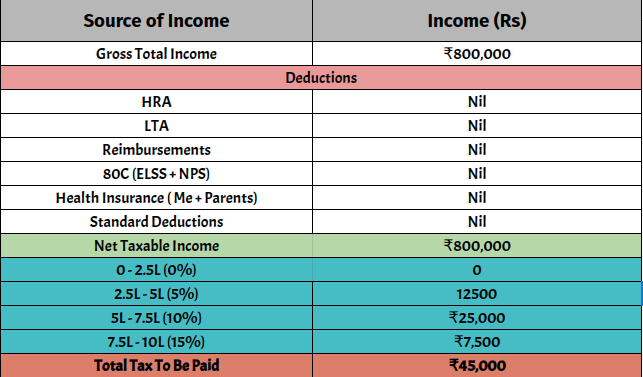 Source of Income Income (Rs)
Gross Total Income ₹800,000
Deductions
HRA Nil
LTA Nil
Reimbursements Nil
80C (ELSS + NPS) Nil
Health Insurance ( Me + Parents) Nil
Standard Deductions Nil
Net Taxable Income ₹800,000
0 - 2.5L (0%) 0
2.5L - 5L (5%) 12500
5L - 7.5L (10%) ₹25,000
7.5L - 10L (15%) ₹7,500
Total Tax To Be Paid ₹45,000